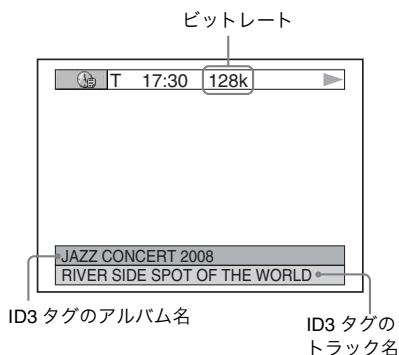 ビットレート
T 17:30 128k
JAZZ CONCERT 2008
RIVER SIDE SPOT OF THE WORLD
ID3 タグのアルバム名
ID3 タグの
トラック名